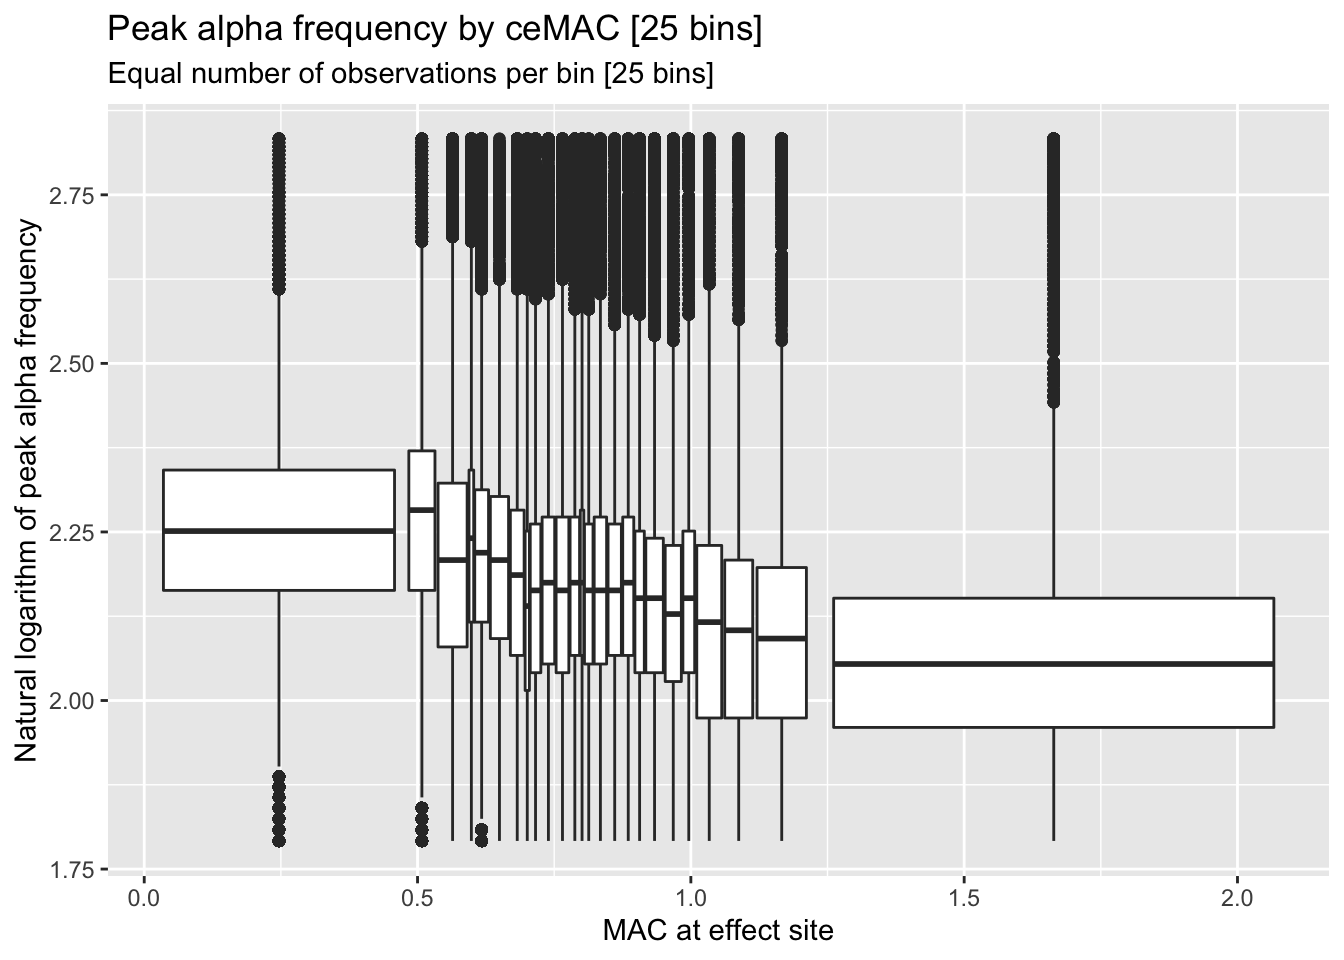 Peak alpha frequency by ceMAC [25 bins]
Equal number of observations per bin [25 bins]
Natural logarithm of peak alpha frequency
2.75
2.50
2.25
2.00
1.75
0.0
0.5
1.0
1.5
2.0
MAC at effect site